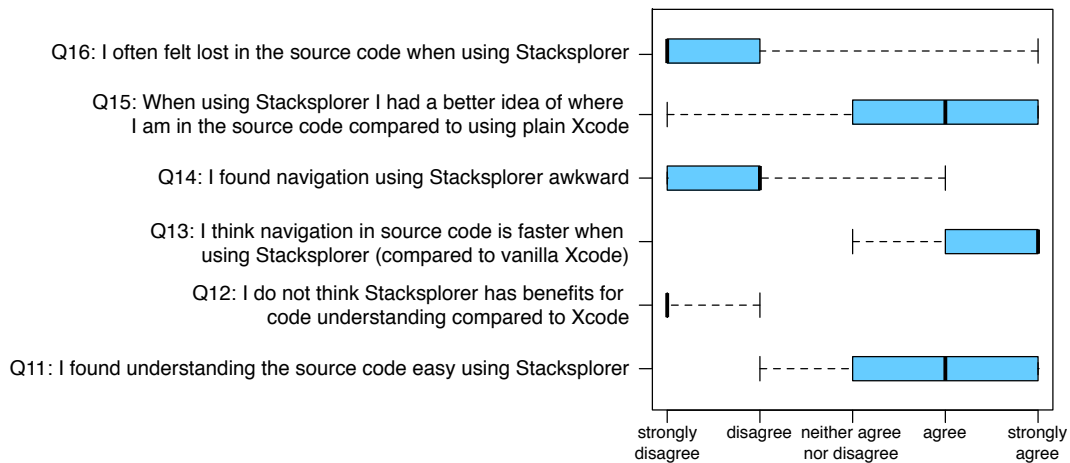 Q16: I often felt lost in the source code when using Stacksplorer
Q15: When using Stacksplorer I had a better idea of where
I am in the source code compared to using plain Xcode
Q14: I found navigation using Stacksplorer awkward
Q13: I think navigation in source code is faster when
using Stacksplorer (compared to vanilla Xcode)
Q12: I do not think Stacksplorer has benefits for
code understanding compared to Xcode
Q11: I found understanding the source code easy using Stacksplorer
strongly
disagree
disagree
neither agree
nor disagree
agree
strongly
agree